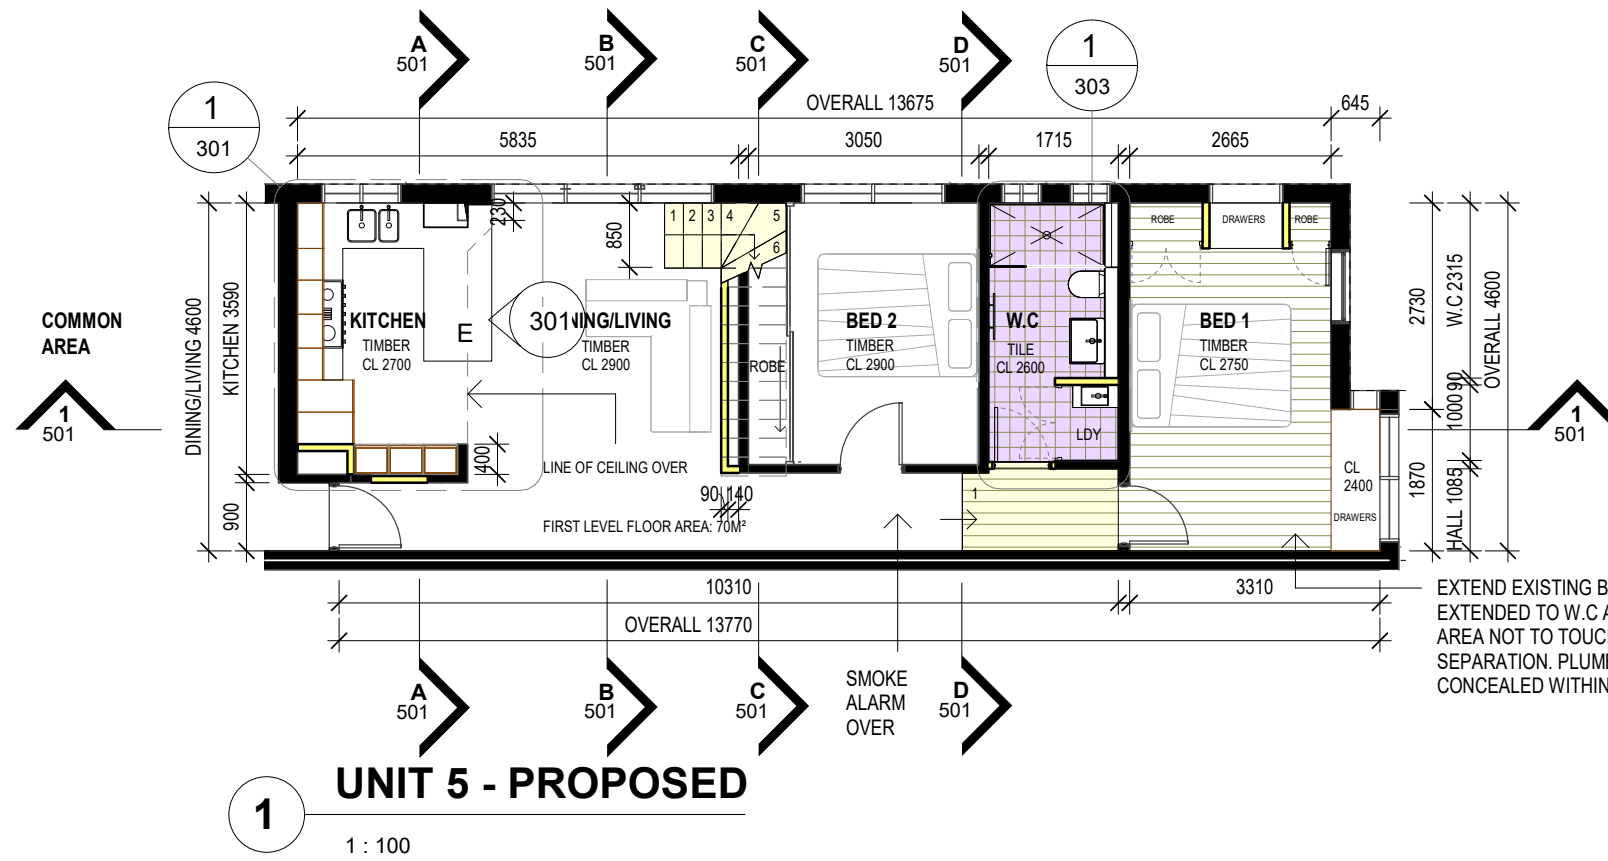 A
501
B
501
C
501
D
501
1
303
1
301
OVERALL 13675
645
5835
3050
1715
2665
COMMON
AREA
1
501
DINING/LIVING 4600
KITCHEN 3590
900
230
850
400
KITCHEN
TIMBER
CL 2700
E
301
NING/LIVING
TIMBER
CL 2900
1
2
3
4
5
6
ROBE
BED 2
TIMBER
CL 2900
W.C
TILE
CL 2600
LDY
ROBE
DRAWERS
ROBE
BED 1
TIMBER
CL 2750
CL
2400
DRAWERS
2730
1870
W.C 2315
90
1000
HALL 1085
OVERALL 4600
1
501
LINE OF CEILING OVER
90
140
FIRST LEVEL FLOOR AREA: 70M²
1
10310
3310
OVERALL 13770
EXTEND EXISTING B
EXTENDED TO W.C A
AREA NOT TO TOUC
SEPARATION. PLUM
CONCEALED WITHIN
SMOKE
ALARM
OVER
A
501
B
501
C
501
D
501
1
UNIT 5 - PROPOSED
1 : 100